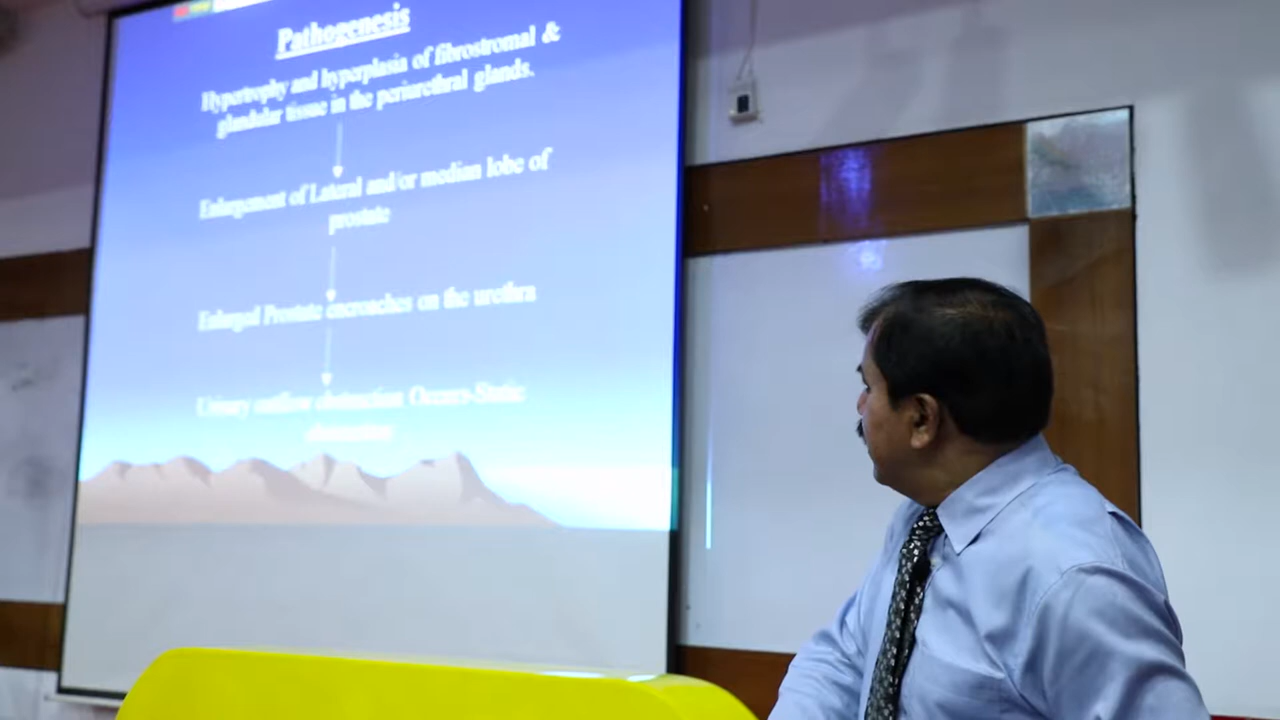 Pathogenesis
Hypertrophy and hyperplasia of fibrostromal &
glandular tissue in the periurethral glands.
Enlargement of Lateral and/or median lobe of
prostate
Enlarged Prostate encroaches on the urethra
Urinary outflow obstruction Occurs-Static